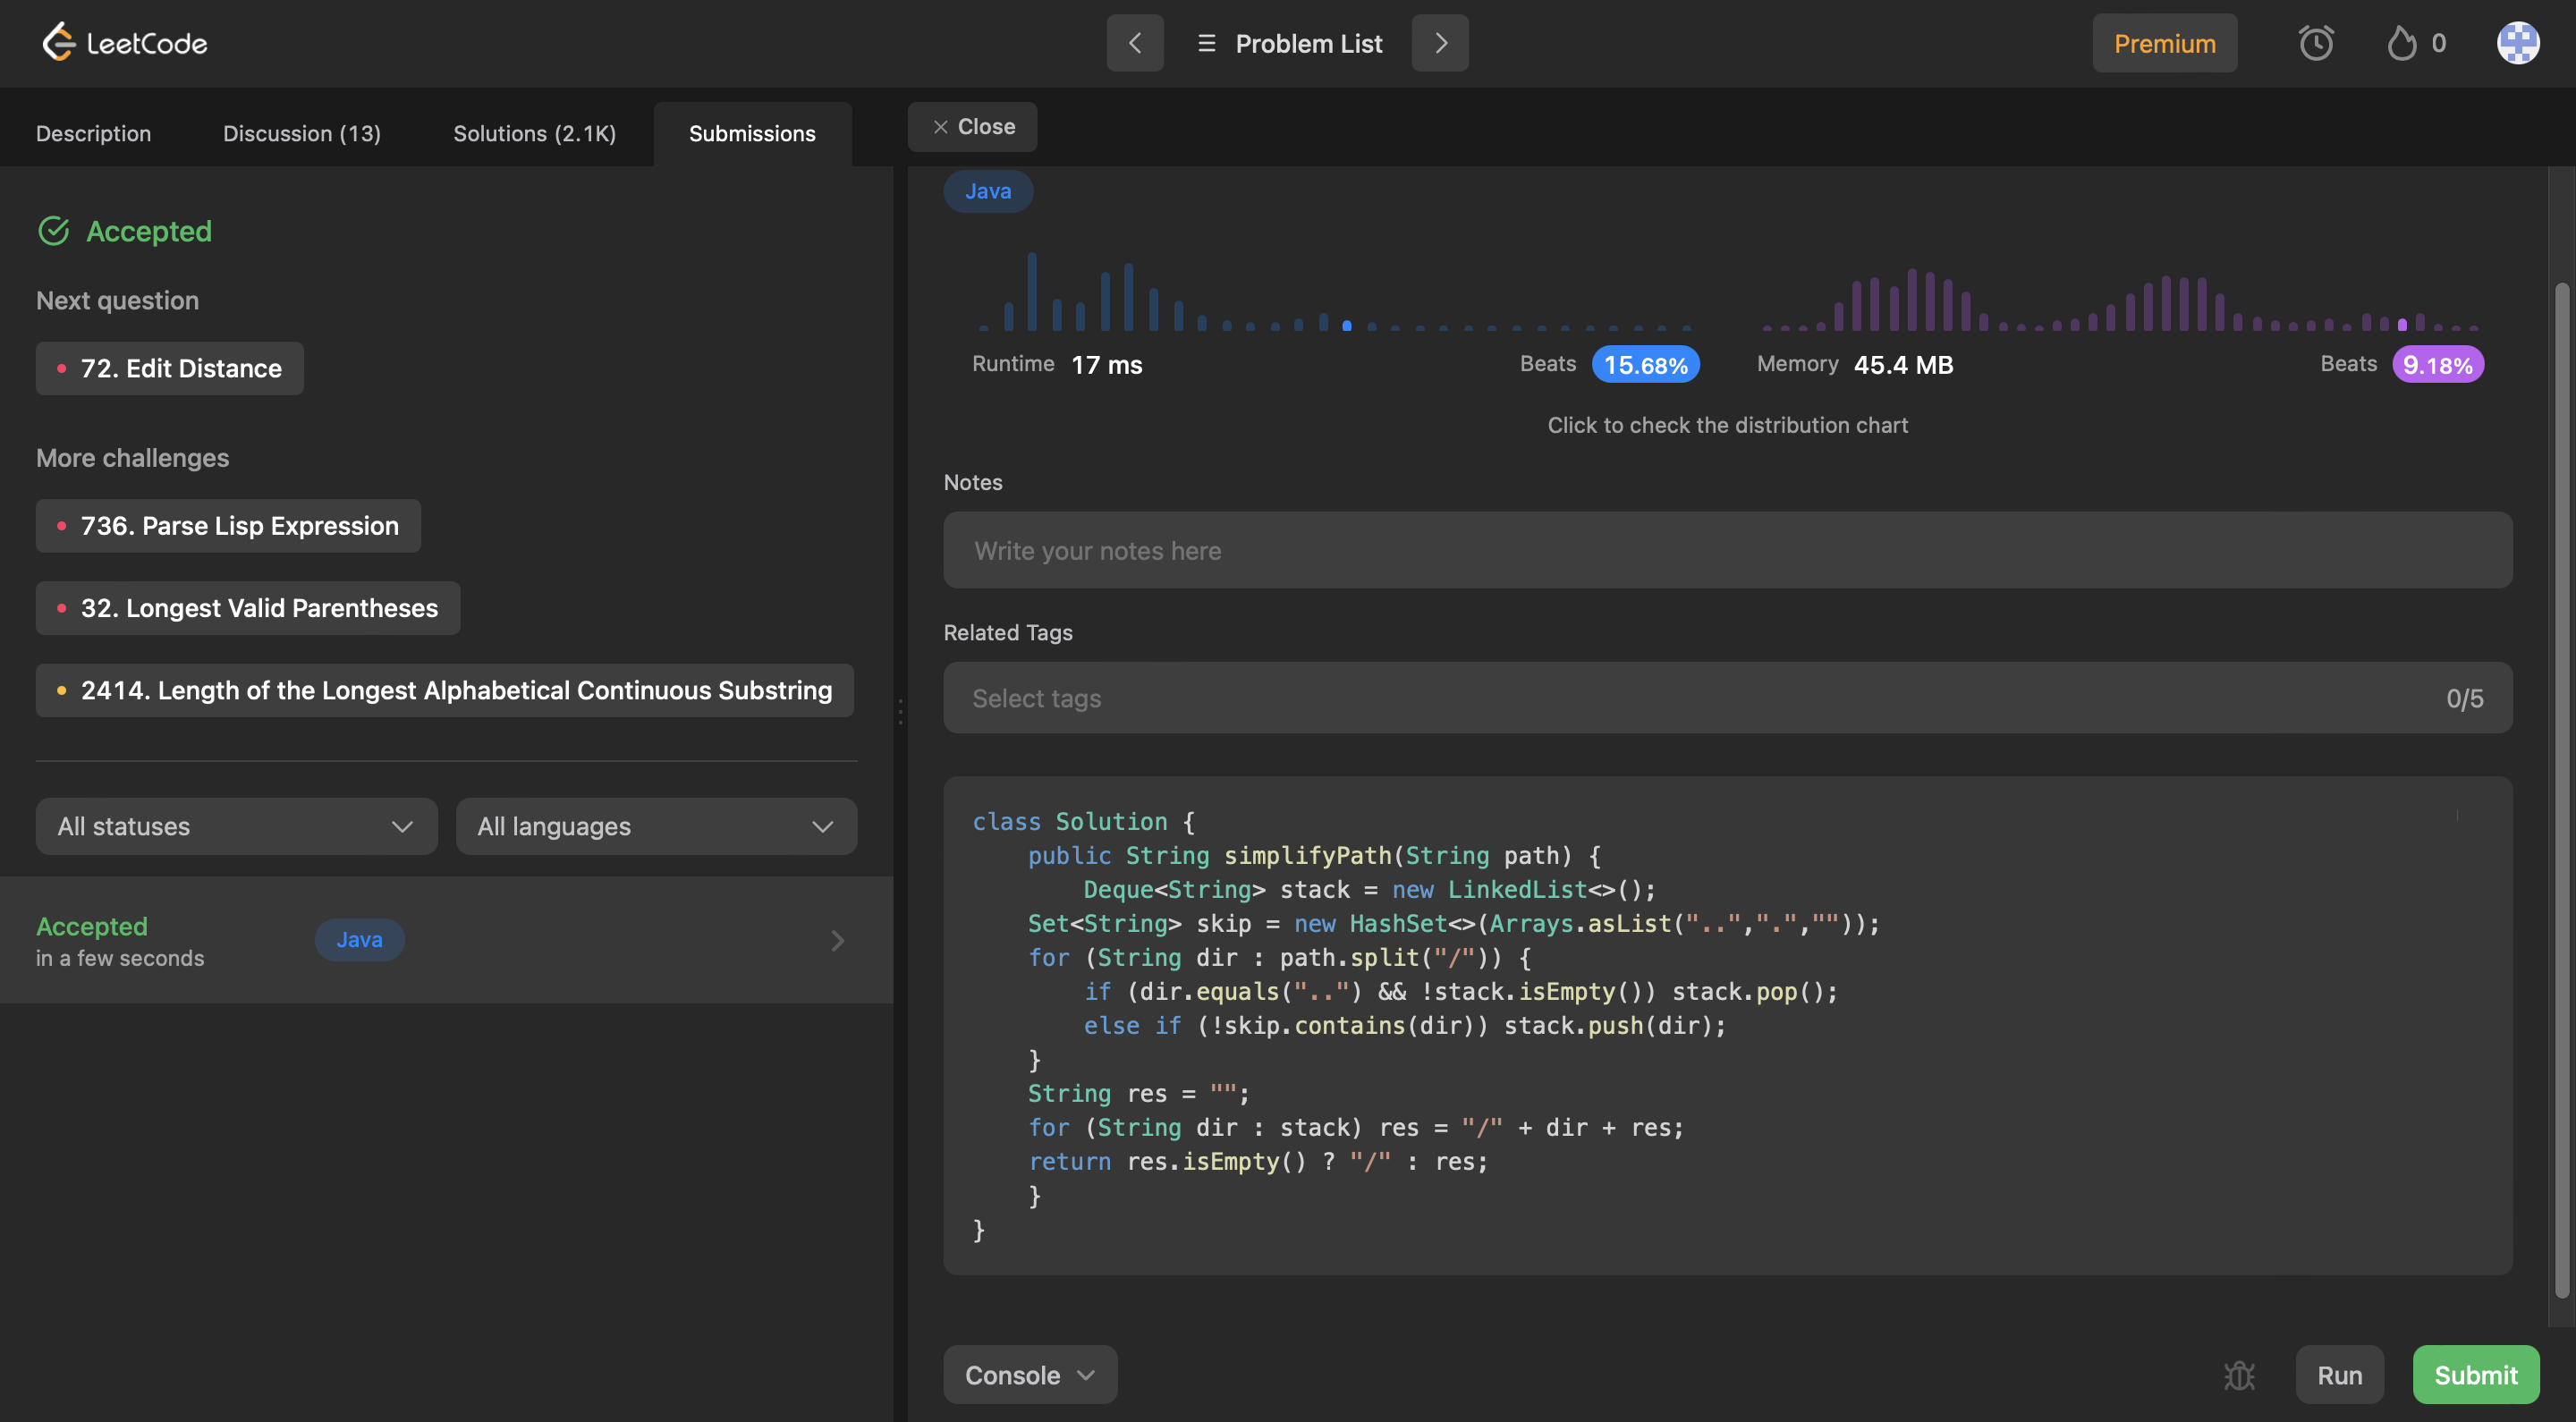 LeetCode
Problem List
Premium
0
Description
Discussion (13)
Solutions (2.1K)
Submissions
Close
Accepted
Next question
72. Edit Distance
More challenges
736. Parse Lisp Expression
32. Longest Valid Parentheses
2414. Length of the Longest Alphabetical Continuous Substring
All statuses
All languages
Accepted
in a few seconds
Java
Java
Runtime 17 ms
Beats 15.68%
Memory 45.4 MB
Beats 9.18%
Click to check the distribution chart
Notes
Write your notes here
Related Tags
Select tags
0/5
class Solution {
    public String simplifyPath(String path) {
        Deque<String> stack = new LinkedList<>();
    Set<String> skip = new HashSet<>(Arrays.asList("..",".",""));
    for (String dir : path.split("/")) {
        if (dir.equals("..") && !stack.isEmpty()) stack.pop();
        else if (!skip.contains(dir)) stack.push(dir);
    }
    String res = "";
    for (String dir : stack) res = "/" + dir + res;
    return res.isEmpty() ? "/" : res;
    }
}
Console
Run
Submit